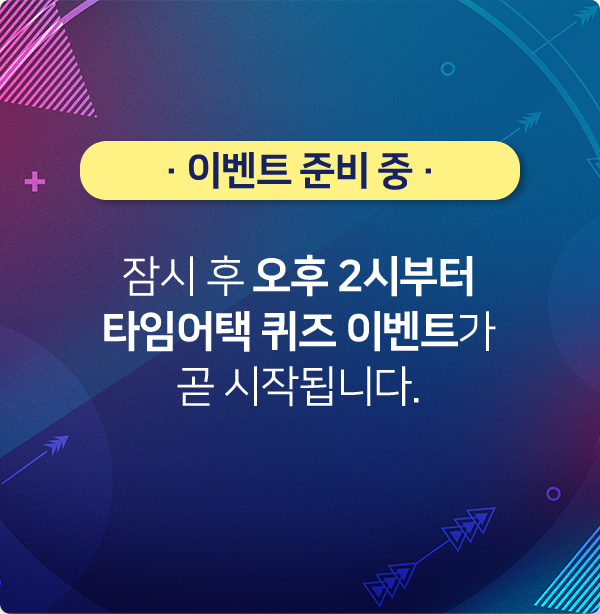 · 이벤트 준비 중 ·
잠시 후 오후 2시부터
타임어택 퀴즈 이벤트가
곧 시작됩니다.